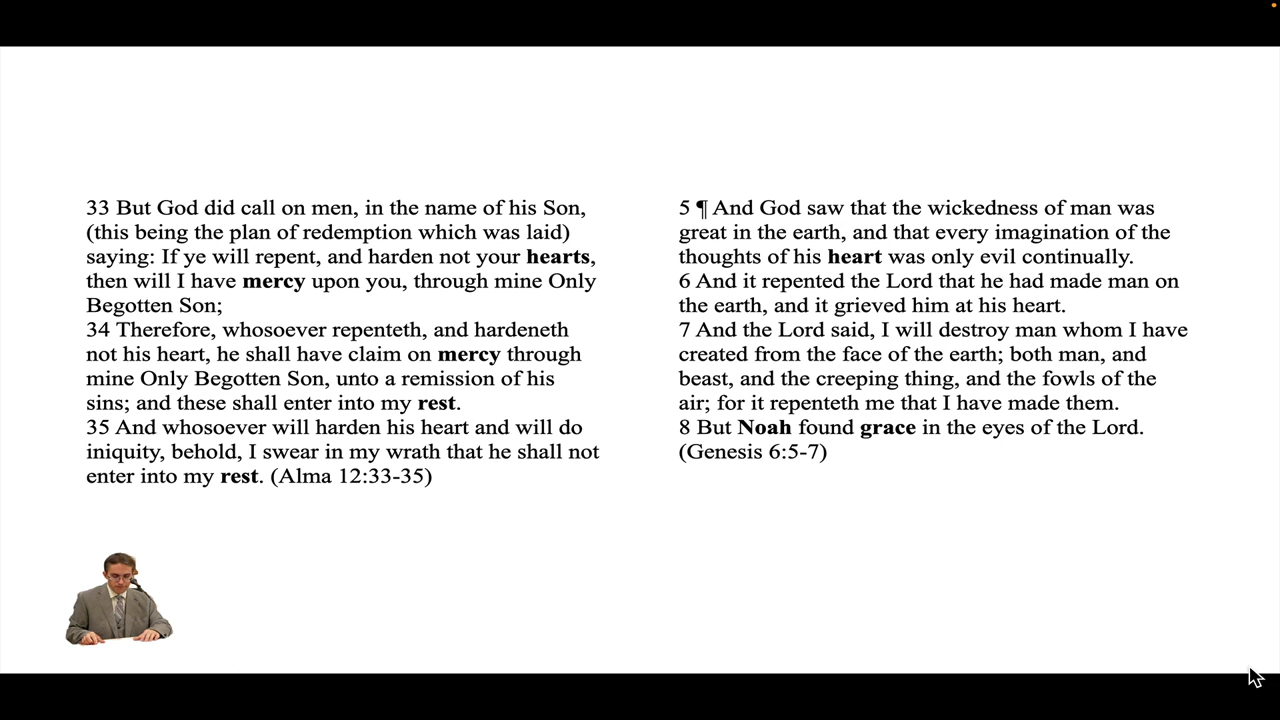 33 But God did call on men, in the name of his Son,
(this being the plan of redemption which was laid)
saying: If ye will repent, and harden not your hearts,
then will I have mercy upon you, through mine Only
Begotten Son;
34 Therefore, whosoever repenteth, and hardeneth
not his heart, he shall have claim on mercy through
mine Only Begotten Son, unto a remission of his
sins; and these shall enter into my rest.
35 And whosoever will harden his heart and will do
iniquity, behold, I swear in my wrath that he shall not
enter into my rest. (Alma 12:33-35)
5 ¶ And God saw that the wickedness of man was
great in the earth, and that every imagination of the
thoughts of his heart was only evil continually.
6 And it repented the Lord that he had made man on
the earth, and it grieved him at his heart.
7 And the Lord said, I will destroy man whom I have
created from the face of the earth; both man, and
beast, and the creeping thing, and the fowls of the
air; for it repenteth me that I have made them.
8 But Noah found grace in the eyes of the Lord.
(Genesis 6:5-7)